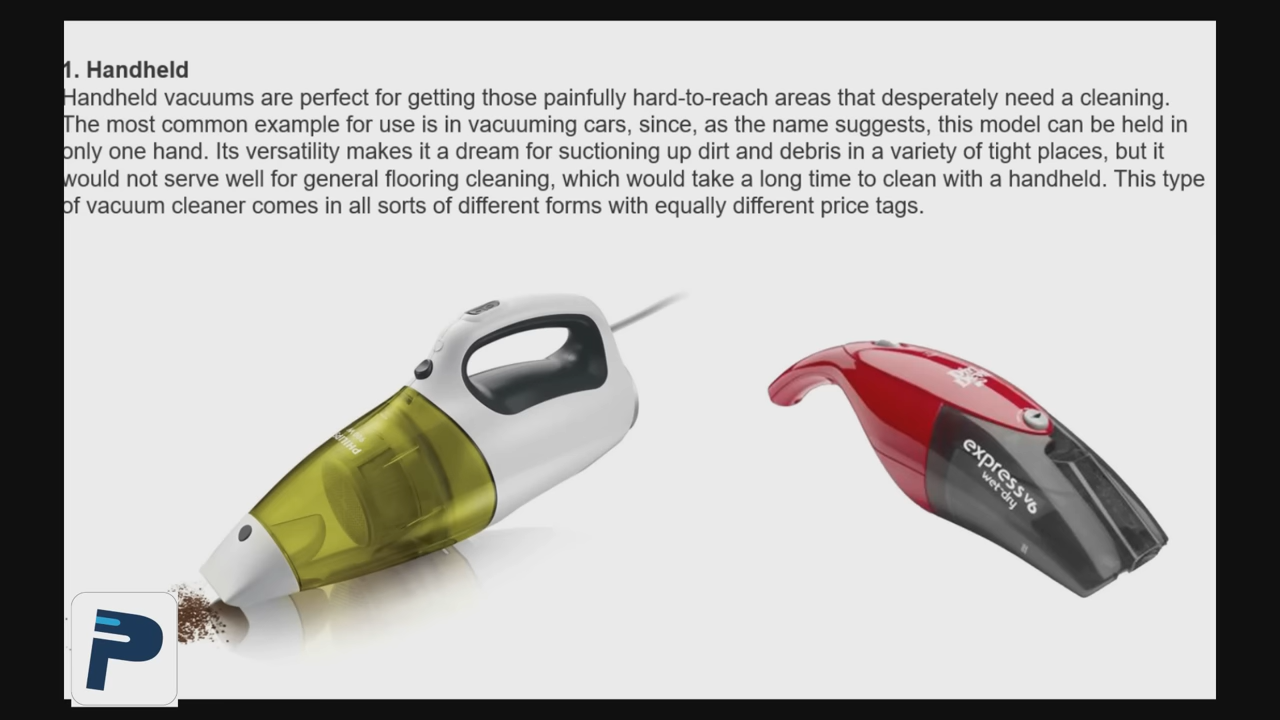 1. Handheld
Handheld vacuums are perfect for getting those painfully hard-to-reach areas that desperately need a cleaning.
The most common example for use is in vacuuming cars, since, as the name suggests, this model can be held in
only one hand. Its versatility makes it a dream for suctioning up dirt and debris in a variety of tight places, but it
would not serve well for general flooring cleaning, which would take a long time to clean with a handheld. This type
of vacuum cleaner comes in all sorts of different forms with equally different price tags.
PHILIPS
express v6
wet-dry
P